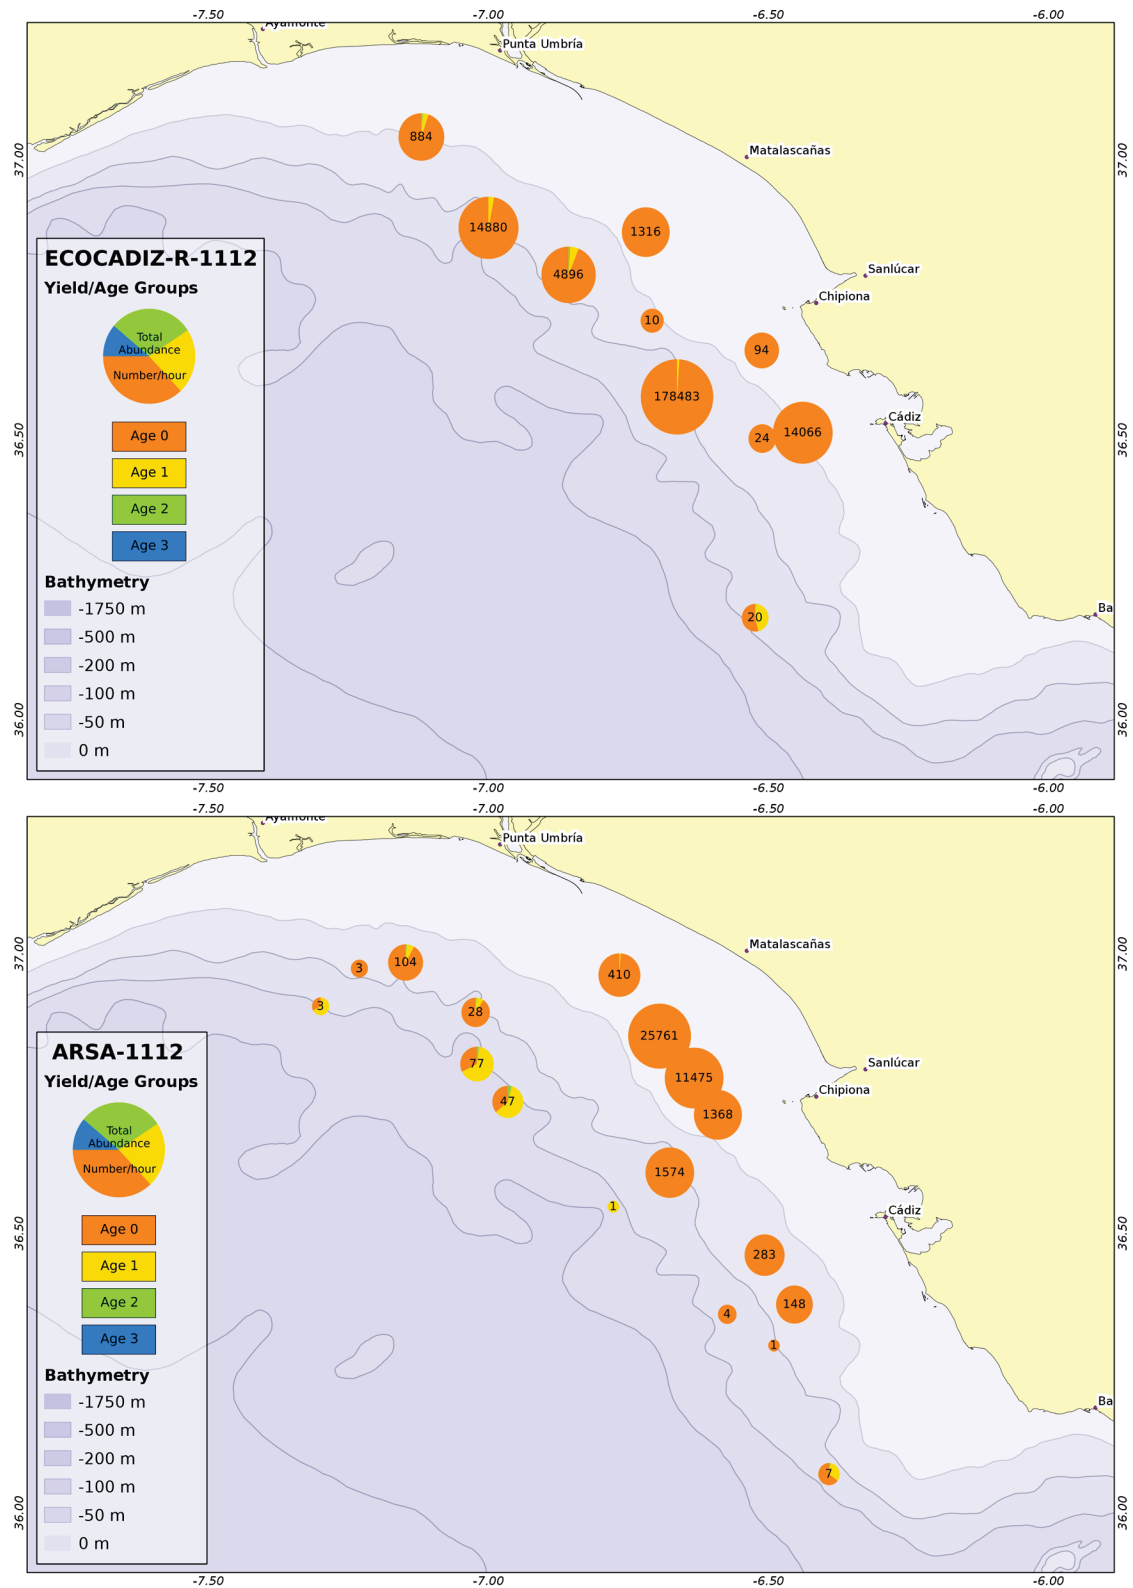 -7.50 -7.00 -6.50 -6.00
Ayamonte
Punta Umbría
884
37.00 37.00
Matalascañas
14880
1316
ECOCADIZ-R-1112
4896
Sanlúcar
Yield/Age Groups
Chipiona
10
Total
Abundance
94
Number/hour
178483
Cádiz
Age 0
14066
24
36.50 36.50
Age 1
Age 2
Age 3
Bathymetry
-1750 m
Ba
20
-500 m
-200 m
-100 m
-50 m
36.00 36.00
0 m
-7.50 -7.00 -6.50 -6.00
-7.50 -7.00 -6.50 -6.00
Ayamonte
Punta Umbría
37.00 37.00
Matalascañas
104
3
410
3
28
25761
ARSA-1112
77
Sanlúcar
Yield/Age Groups
11475
Chipiona
47
1368
Total
Abundance
Number/hour
1574
1
Cádiz
Age 0
36.50 36.50
283
Age 1
Age 2
148
4
Age 3
1
Bathymetry
-1750 m
Ba
-500 m
-200 m
7
-100 m
-50 m
36.00 36.00
0 m
-7.50 -7.00 -6.50 -6.00